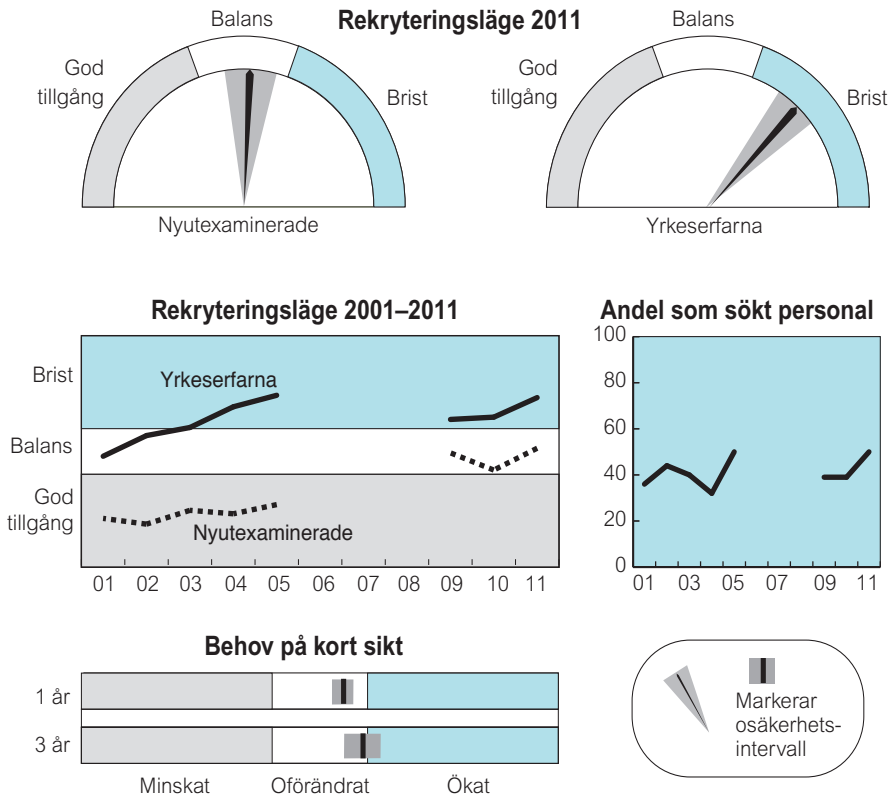 Rekryteringsläge 2011
Balans
God
tillgång
Brist
Nyutexaminerade
Balans
God
tillgång
Brist
Yrkeserfarna
Rekryteringsläge 2001–2011
Brist
Balans
God
tillgång
Yrkeserfarna
Nyutexaminerade
01 02 03 04 05 06 07 08 09 10 11
Andel som sökt personal
100
80
60
40
20
0
01 03 05 07 09 11
Behov på kort sikt
1 år
3 år
Minskat Oförändrat Ökat
Markerar
osäkerhets-
intervall